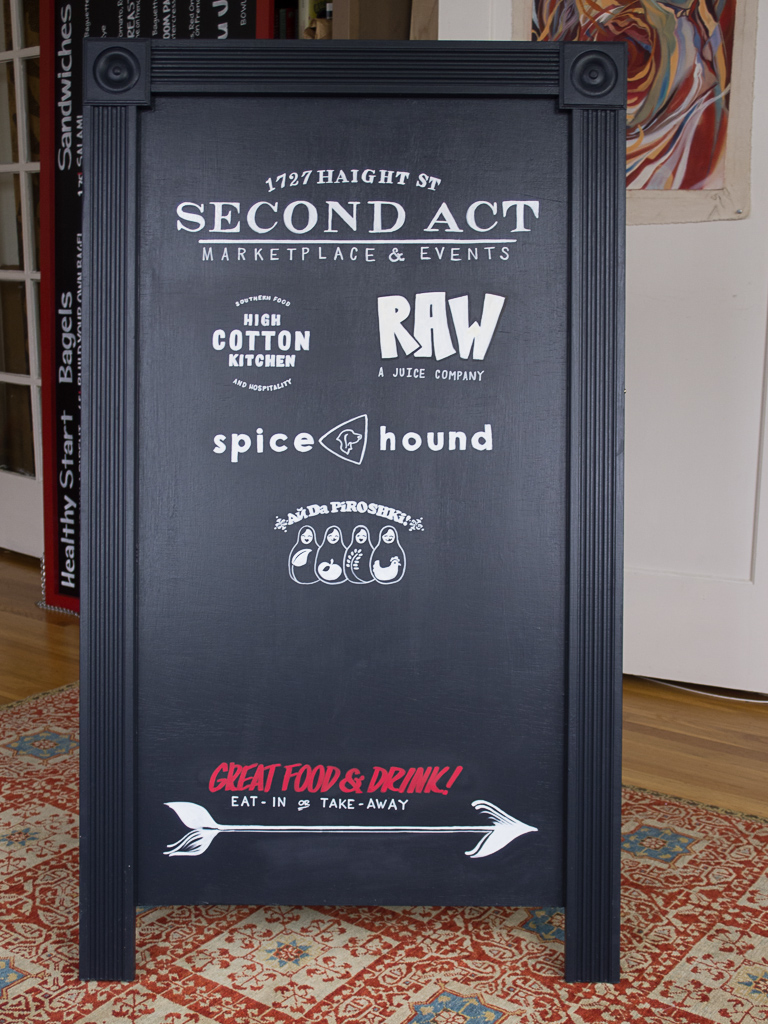 1727 HAIGHT ST
SECOND ACT
MARKETPLACE & EVENTS
SOUTHERN FOOD
HIGH
COTTON
KITCHEN
AND HOSPITALITY
RAW
A JUICE COMPANY
spice hound
Ай Da PiROSHKi!
GREAT FOOD & DRINK!
EAT-IN OR TAKE-AWAY
Sandwiches
Bagels
Healthy Start